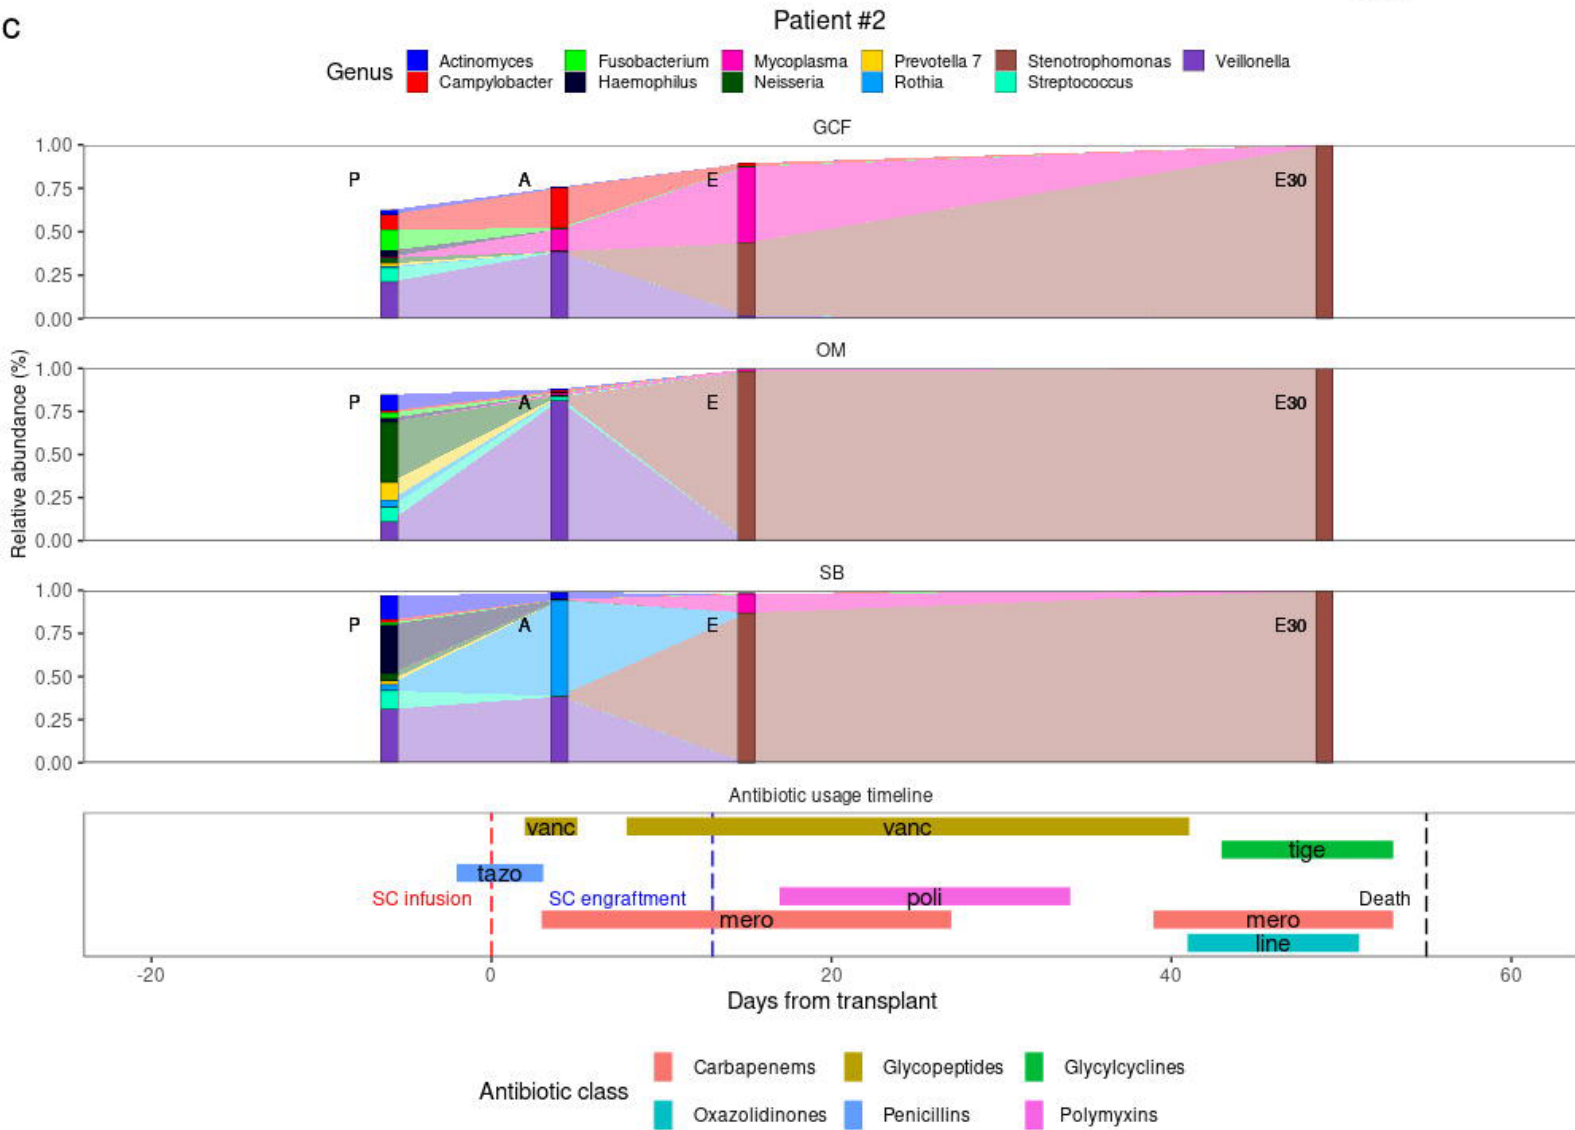 C
Patient #2
Genus
Actinomyces Fusobacterium Mycoplasma Prevotella 7 Stenotrophomonas Veillonella
Campylobacter Haemophilus Neisseria Rothia Streptococcus
Relative abundance (%)
GCF
1.00
0.75
0.50
0.25
0.00
P A E E30
OM
1.00
0.75
0.50
0.25
0.00
P A E E30
SB
1.00
0.75
0.50
0.25
0.00
P A E E30
Antibiotic usage timeline
vanc vanc
tige
tazo
SC infusion SC engraftment poli Death
mero mero
line
-20 0 20 40 60
Days from transplant
Antibiotic class
Carbapenems Glycopeptides Glycylcyclines
Oxazolidinones Penicillins Polymyxins